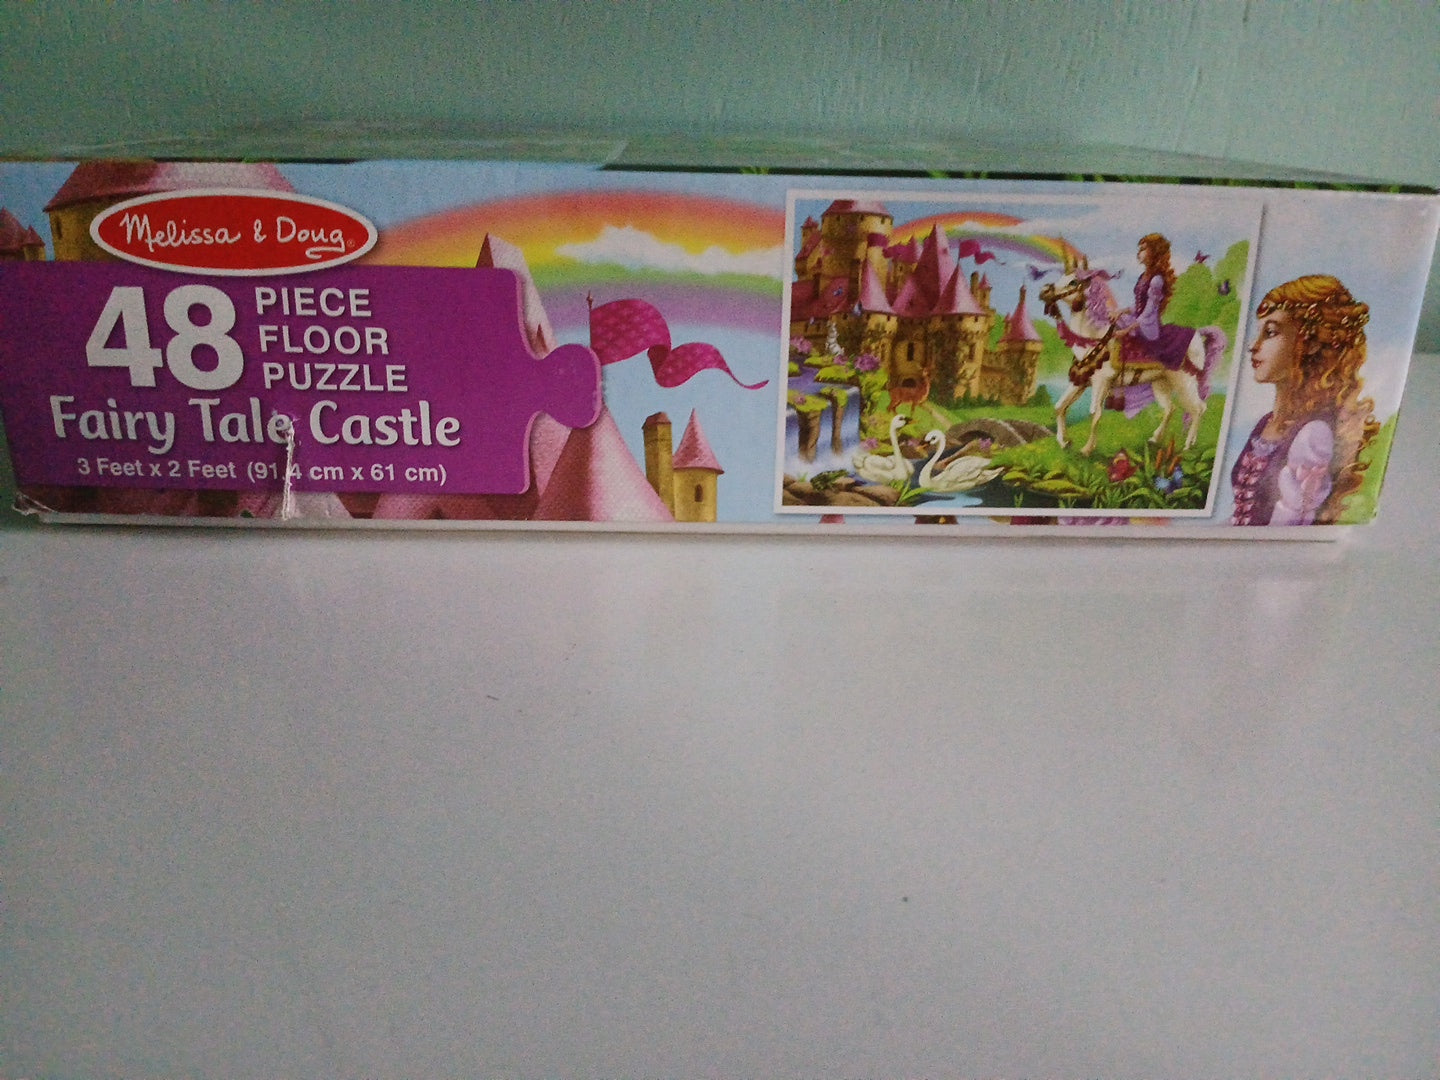 Melissa & Doug®
48 PIECE
FLOOR
PUZZLE
Fairy Tale Castle
3 Feet x 2 Feet (91.4 cm x 61 cm)